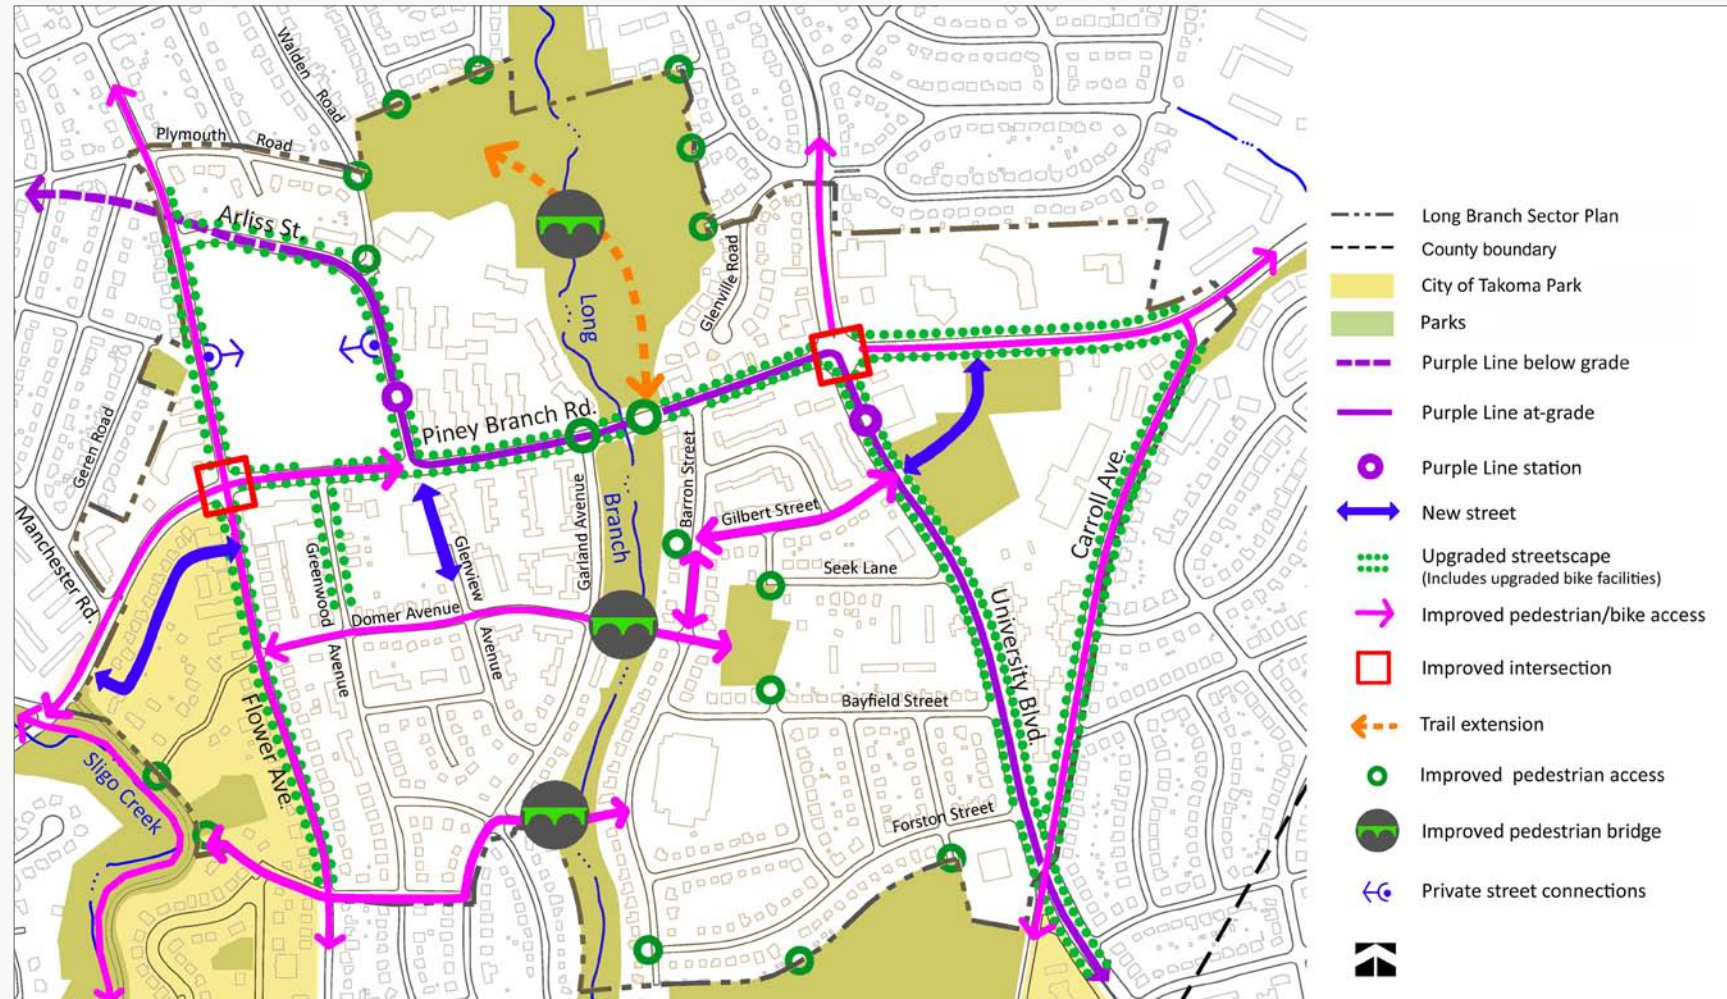 Walden
Road
Plymouth
Road
Arliss St.
Long
Glenville Road
Piney Branch Rd.
Geren Road
Manchester Rd.
Greenwood
Avenue
Glenview
Avenue
Garland Avenue
Branch
Barron Street
Gilbert Street
Seek Lane
Domer Avenue
Carroll Ave.
University Blvd.
Bayfield Street
Flower Ave.
Sligo Creek
Forston Street
Long Branch Sector Plan
County boundary
City of Takoma Park
Parks
Purple Line below grade
Purple Line at-grade
Purple Line station
New street
Upgraded streetscape
(Includes upgraded bike facilities)
Improved pedestrian/bike access
Improved intersection
Trail extension
Improved pedestrian access
Improved pedestrian bridge
Private street connections